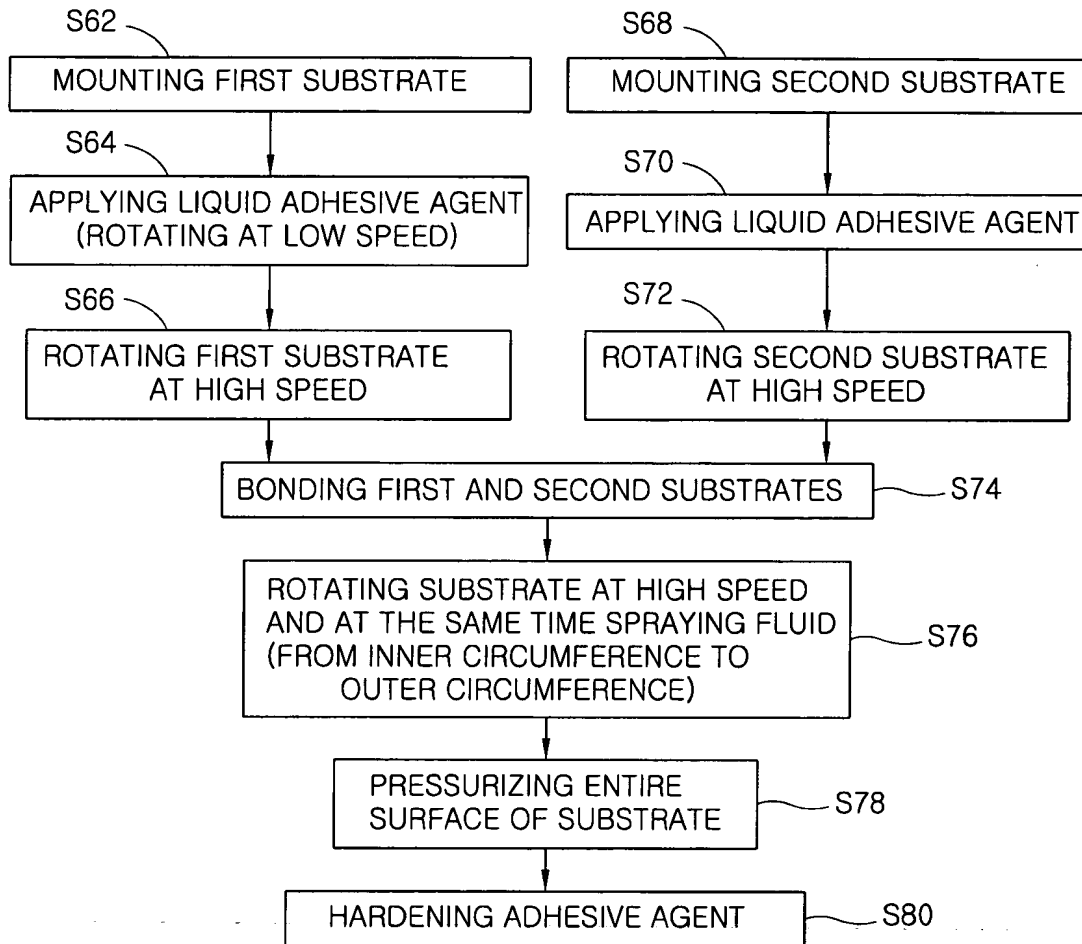 S62
MOUNTING FIRST SUBSTRATE
S64
APPLYING LIQUID ADHESIVE AGENT
(ROTATING AT LOW SPEED)
S66
ROTATING FIRST SUBSTRATE
AT HIGH SPEED
S68
MOUNTING SECOND SUBSTRATE
S70
APPLYING LIQUID ADHESIVE AGENT
S72
ROTATING SECOND SUBSTRATE
AT HIGH SPEED
BONDING FIRST AND SECOND SUBSTRATES
S74
ROTATING SUBSTRATE AT HIGH SPEED
AND AT THE SAME TIME SPRAYING FLUID
(FROM INNER CIRCUMFERENCE TO
OUTER CIRCUMFERENCE)
S76
PRESSURIZING ENTIRE
SURFACE OF SUBSTRATE
S78
HARDENING ADHESIVE AGENT
S80